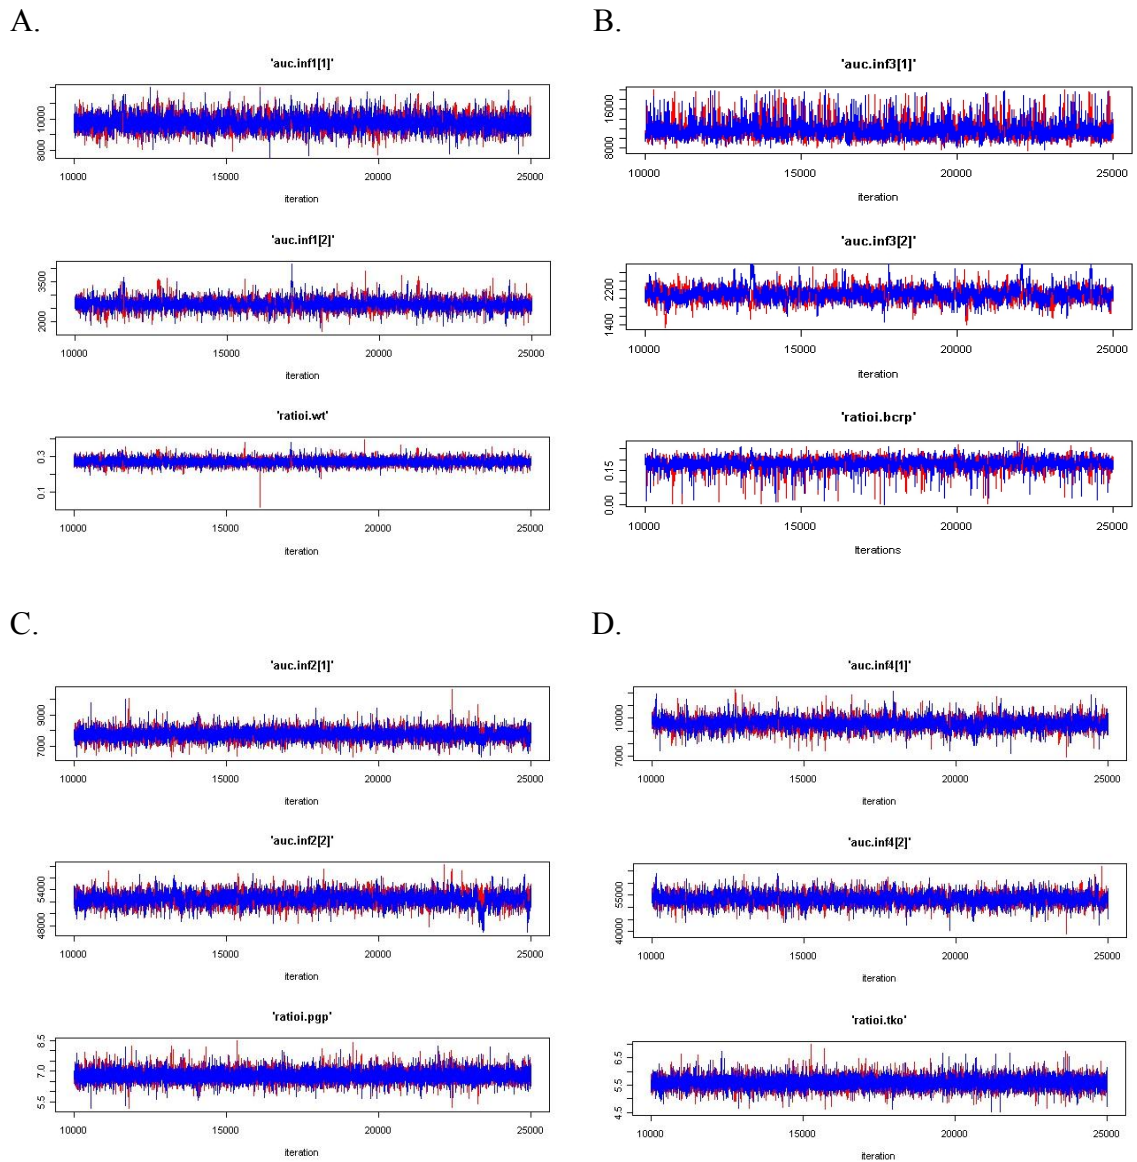 A.
'auc.inf1[1]'
8000 10000
10000 15000 20000 25000
iteration
'auc.inf1[2]'
2000 3500
10000 15000 20000 25000
iteration
'ratioi.wt'
0.1 0.3
10000 15000 20000 25000
iteration
B.
'auc.inf3[1]'
8000 16000
10000 15000 20000 25000
iteration
'auc.inf3[2]'
1400 2200
10000 15000 20000 25000
iteration
'ratioi.bcrp'
0.00 0.15
10000 15000 20000 25000
Iterations
C.
'auc.inf2[1]'
7000 9000
10000 15000 20000 25000
iteration
'auc.inf2[2]'
48000 54000
10000 15000 20000 25000
iteration
'ratioi.pgp'
5.5 7.0 8.5
10000 15000 20000 25000
iteration
D.
'auc.inf4[1]'
7000 10000
10000 15000 20000 25000
iteration
'auc.inf4[2]'
40000 55000
10000 15000 20000 25000
iteration
'ratioi.tko'
4.5 5.5 6.5
10000 15000 20000 25000
iteration